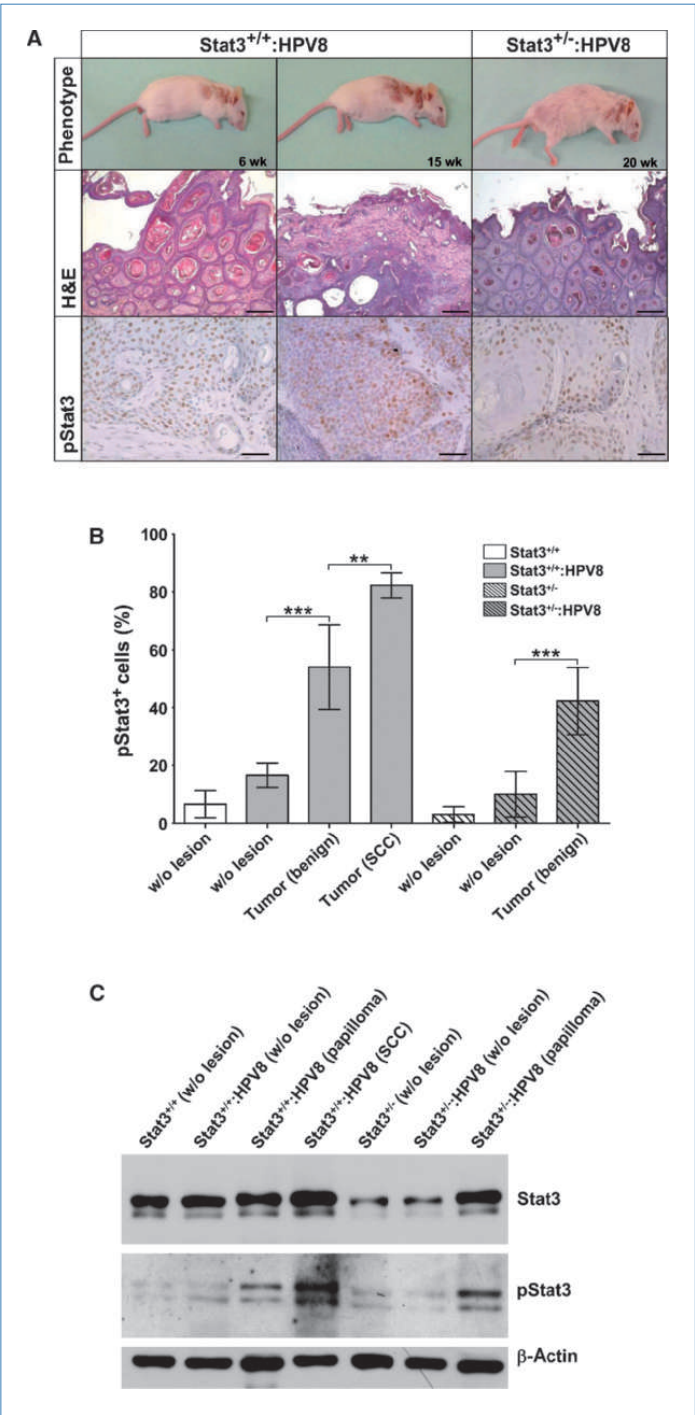 A
Stat3+/+:HPV8
Stat3+/-:HPV8
Phenotype
6 wk
15 wk
20 wk
H&E
pStat3
B
pStat3+ cells (%)
100
80
60
40
20
0
***
**
***
Stat3+/+
Stat3+/+:HPV8
Stat3+/-
Stat3+/-:HPV8
w/o lesion
w/o lesion
Tumor (benign)
Tumor (SCC)
w/o lesion
w/o lesion
Tumor (benign)
C
Stat3+/+ (w/o lesion)
Stat3+/+:HPV8 (w/o lesion)
Stat3+/+:HPV8 (papilloma)
Stat3+/+:HPV8 (SCC)
Stat3+/- (w/o lesion)
Stat3+/-:HPV8 (w/o lesion)
Stat3+/-:HPV8 (papilloma)
Stat3
pStat3
β-Actin